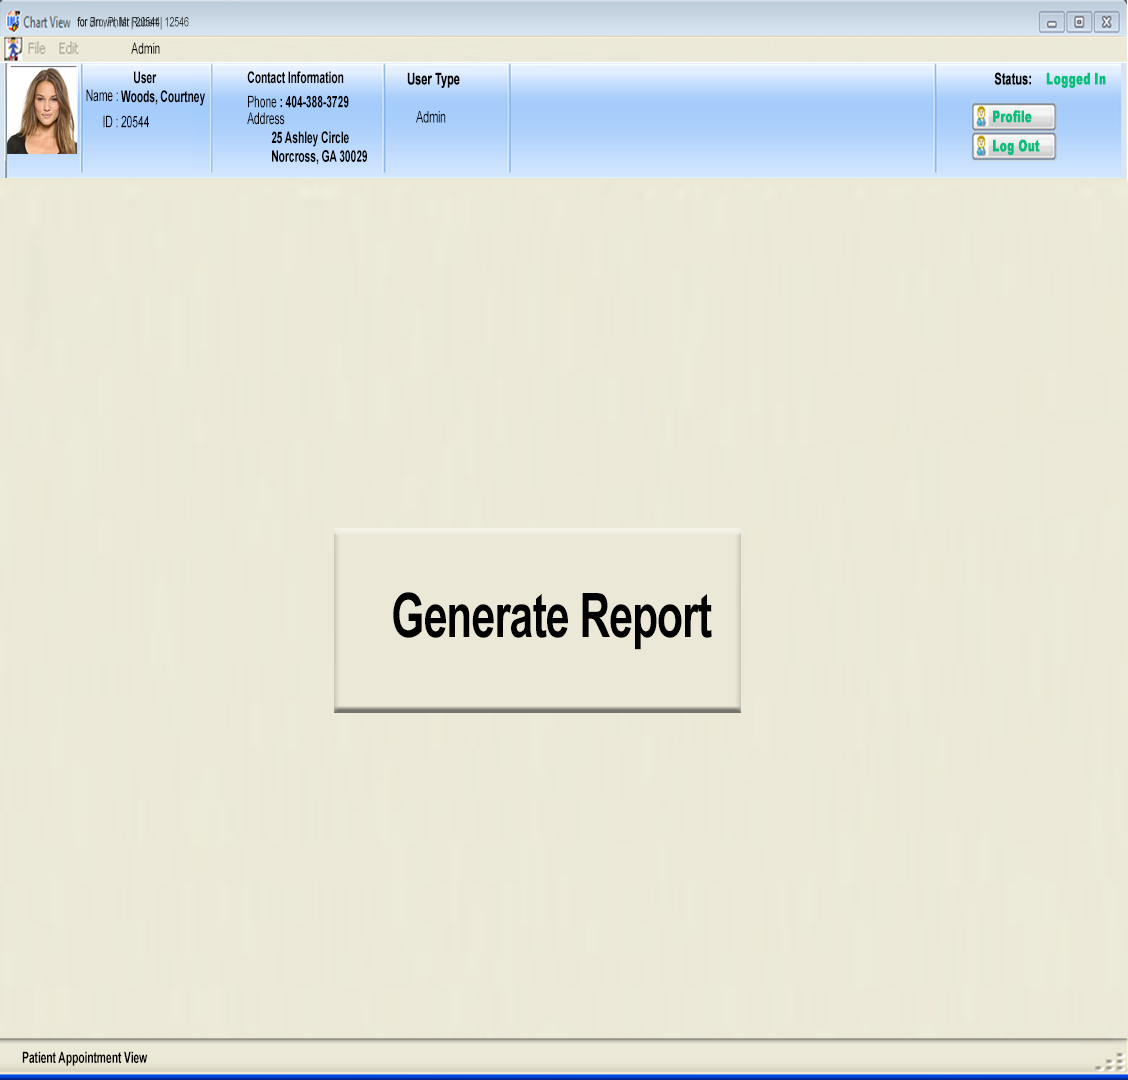 Chart View for | 12546
File Edit Admin
User
Name : Woods, Courtney
ID : 20544
Contact Information
Phone : 404-388-3729
Address
25 Ashley Circle
Norcross, GA 30029
User Type
Admin
Status: Logged In
Profile
Log Out
Generate Report
Patient Appointment View